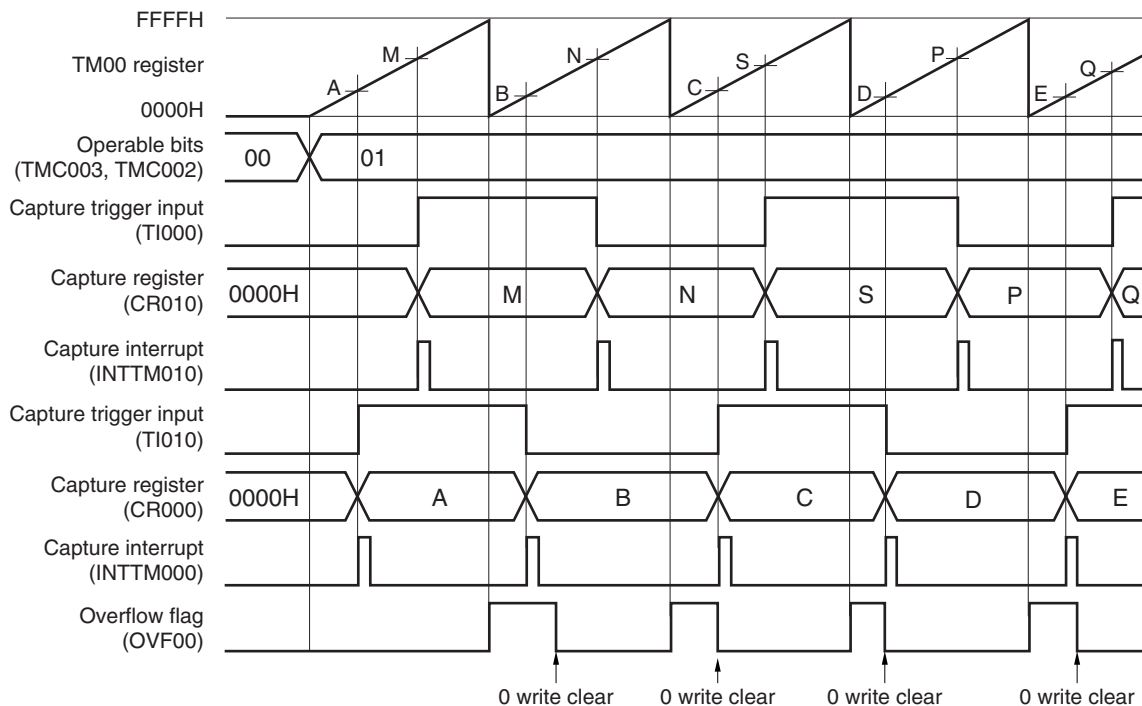 FFFFH
TM00 register
0000H
A M B N C S D P E Q
Operable bits
(TMC003, TMC002)
00 01
Capture trigger input
(TI000)
Capture register
(CR010)
0000H M N S P Q
Capture interrupt
(INTTM010)
Capture trigger input
(TI010)
Capture register
(CR000)
0000H A B C D E
Capture interrupt
(INTTM000)
Overflow flag
(OVF00)
0 write clear 0 write clear 0 write clear 0 write clear